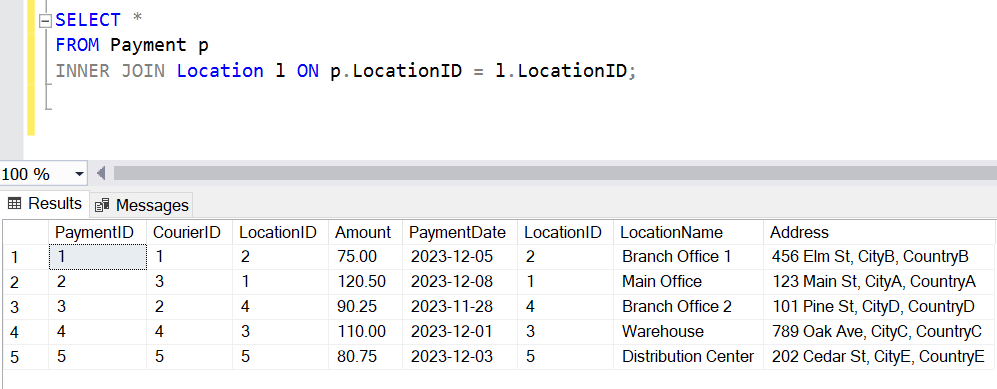 SELECT *
FROM Payment p
INNER JOIN Location l ON p.LocationID = l.LocationID;
100 %
Results Messages
PaymentID CourierID LocationID Amount PaymentDate LocationID LocationName Address
1 1 1 2 75.00 2023-12-05 2 Branch Office 1 456 Elm St, CityB, CountryB
2 2 3 1 120.50 2023-12-08 1 Main Office 123 Main St, CityA, CountryA
3 3 2 4 90.25 2023-11-28 4 Branch Office 2 101 Pine St, CityD, CountryD
4 4 4 3 110.00 2023-12-01 3 Warehouse 789 Oak Ave, CityC, CountryC
5 5 5 5 80.75 2023-12-03 5 Distribution Center 202 Cedar St, CityE, CountryE